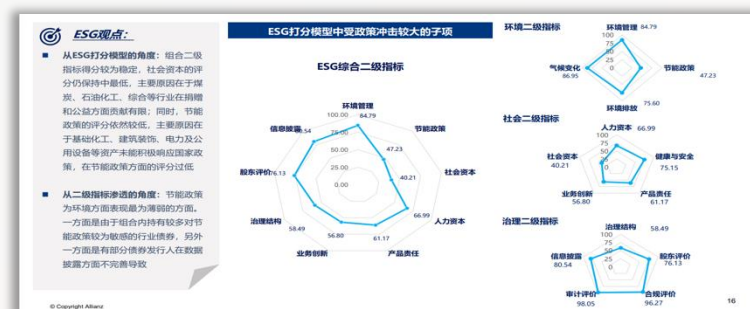 ESG观点:
从ESG打分模型的角度：组合二级
指标得分较为稳定，社会资本的评
分仍保持中最低，主要原因在于煤
炭、石油化工、综合等行业在捐赠
和公益方面贡献有限；同时，节能
政策的评分依然较低，主要原因在
于基础化工、建筑装饰、电力及公
用设备等资产未能积极响应国家政
策，在节能政策方面的评分过低
从二级指标渗透的角度：节能政策
为环境方面表现最为薄弱的方面。
一方面是由于组合内持有较多对节
能政策较为敏感的行业债券，另外
一方面是有部分债券发行人在数据
披露方面不完善导致
© Copyright Allianz
ESG打分模型中受政策冲击较大的子项
ESG综合二级指标
环境管理
100.00
84.79
信息披露
80.54
75.00
节能政策
47.23
50.00
股东评价
76.13
25.00
40.21
社会资本
0.00
治理结构
58.49
66.99
人力资本
56.80
61.17
业务创新
产品责任
环境二级指标
环境管理 84.79
100
75
50
25
0
气候变化
86.95
节能政策
47.23
75.60
环境排放
社会二级指标
人力资本 66.99
100
75
50
25
0
社会资本
40.21
健康与安全
75.15
业务创新
56.80
产品责任
61.17
治理二级指标
治理结构 58.49
100
75
50
25
0
信息披露
80.54
股东评价
76.13
审计评价
98.05
合规评价
96.27
16